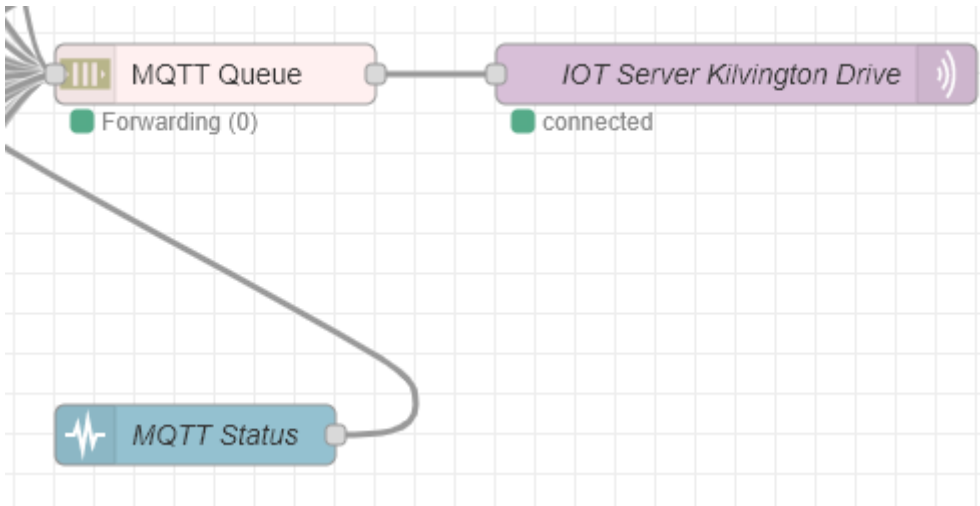 MQTT Queue
IOT Server Kilvington Drive
Forwarding (0)
connected
MQTT Status